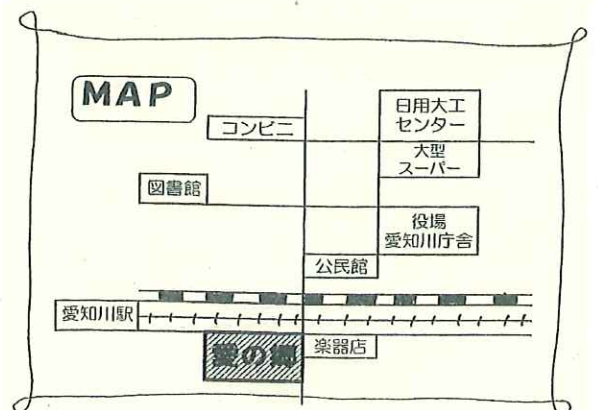 MAP
日用大工
センター
コンビニ
大型
スーパー
図書館
役場
愛知川庁舎
公民館
愛知川駅
楽器店
愛の郷